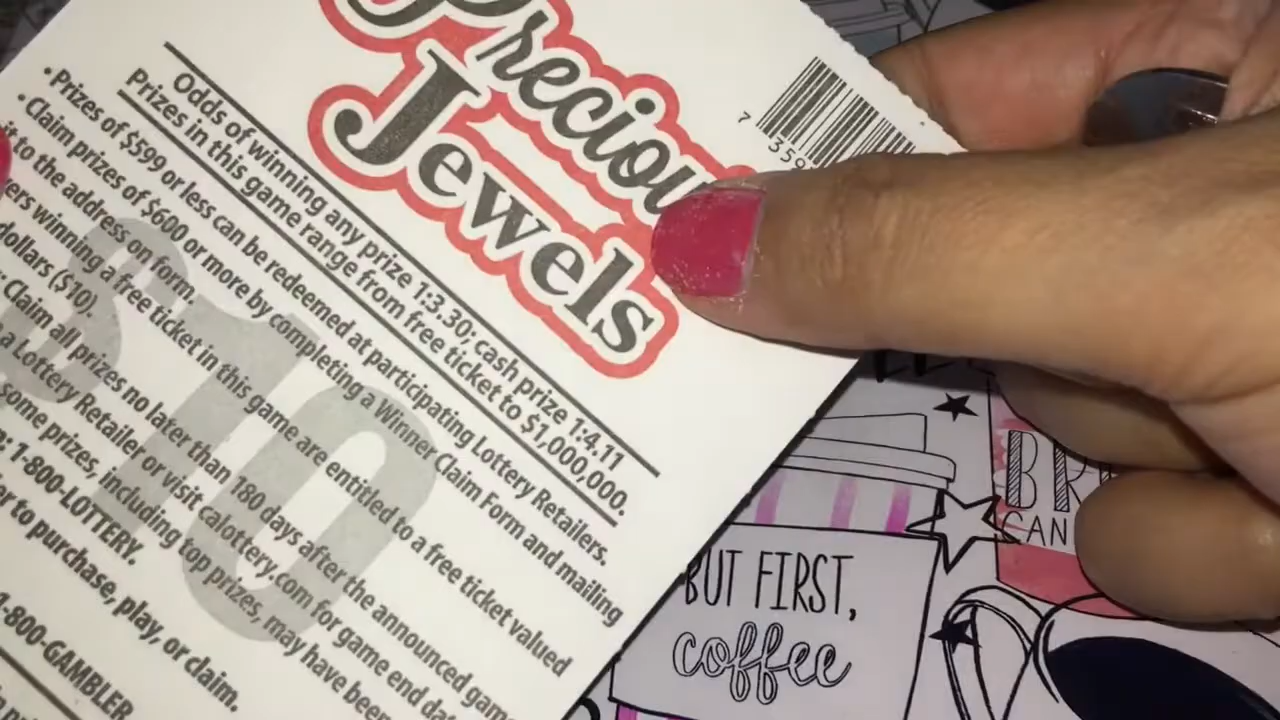 Precious
Jewels
7 359
Odds of winning any prize 1:3.30; cash prize 1:4.11
Prizes in this game range from free ticket to $1,000,000.
•Prizes of $599 or less can be redeemed at participating Lottery Retailers.
•Claim prizes of $600 or more by completing a Winner Claim Form and mailing
it to the address on form.
winning a free ticket in this game are entitled to a free ticket valued
dollars ($10).
Claim all prizes no later than 180 days after the announced game
a Lottery Retailer or visit calottery.com for game end
some prizes, including top prizes, may have been
1-800-LOTTERY.
to purchase, play, or claim.
1-800-GAMBLER
$10
BUT FIRST,
coffee
CAN